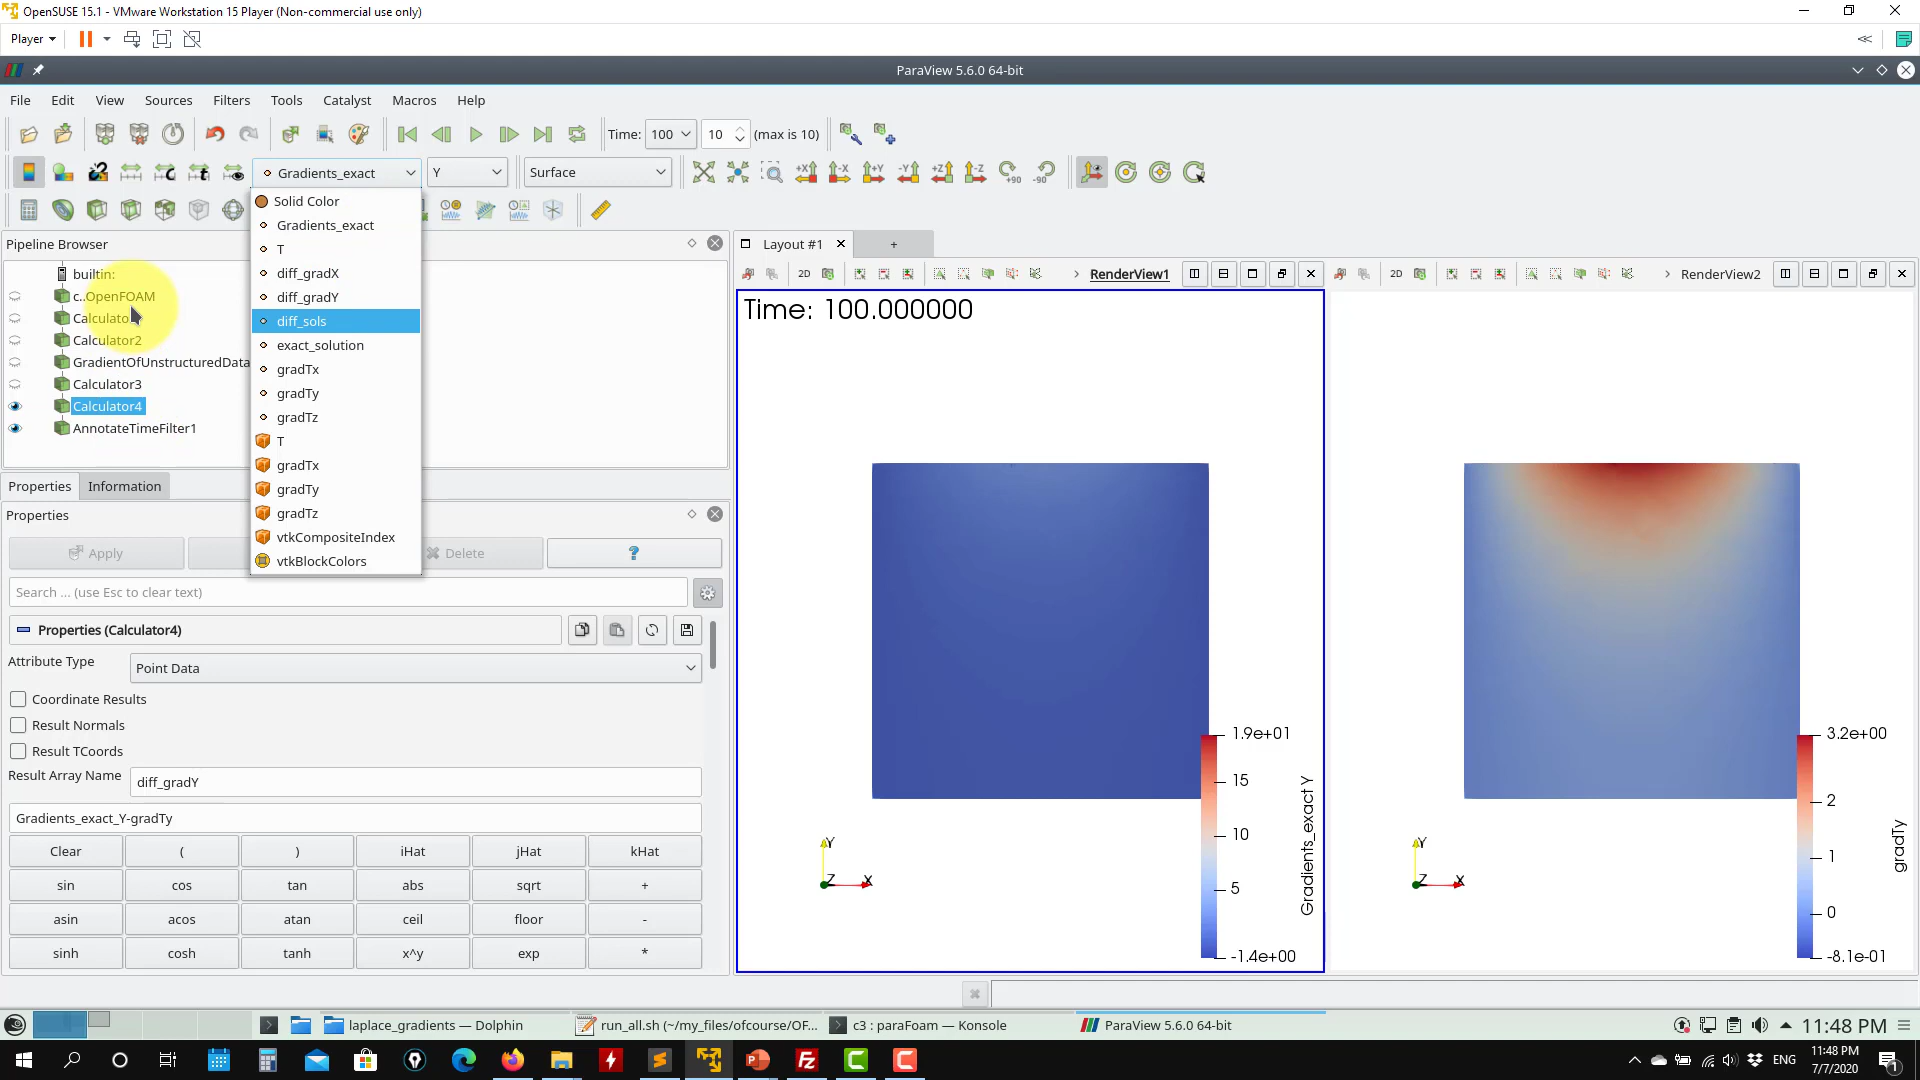 OpenSUSE 15.1 - VMware Workstation 15 Player (Non-commercial use only)
Player
ParaView 5.6.0 64-bit
File Edit View Sources Filters Tools Catalyst Macros Help
Time: 100 10 (max is 10)
Gradients_exact Y Surface
+X -X +Y -Y +Z -Z +90 -90
Solid Color
Gradients_exact
T
diff_gradX
diff_gradY
diff_sols
exact_solution
gradTx
gradTy
gradTz
T
gradTx
gradTy
gradTz
vtkCompositeIndex
vtkBlockColors
Pipeline Browser
builtin:
c..OpenFOAM
Calculato
Calculator2
GradientOfUnstructuredData
Calculator3
Calculator4
AnnotateTimeFilter1
Properties Information
Properties
Apply Delete ?
Search ... (use Esc to clear text)
Properties (Calculator4)
Attribute Type Point Data
Coordinate Results
Result Normals
Result TCoords
Result Array Name diff_gradY
Gradients_exact_Y-gradTy
Clear ( ) iHat jHat kHat
sin cos tan abs sqrt +
asin acos atan ceil floor -
sinh cosh tanh x^y exp *
Layout #1 +
2D RenderView1
2D RenderView2
Time: 100.000000
1.9e+01
15
10
5
-1.4e+00
Gradients_exact Y
Y
Z X
3.2e+00
2
1
0
-8.1e-01
gradTy
Y
Z X
laplace_gradients — Dolphin
run_all.sh (~/my_files/ofcourse/OF...
c3 : paraFoam — Konsole
ParaView 5.6.0 64-bit
11:48 PM
ENG
11:48 PM
7/7/2020
1